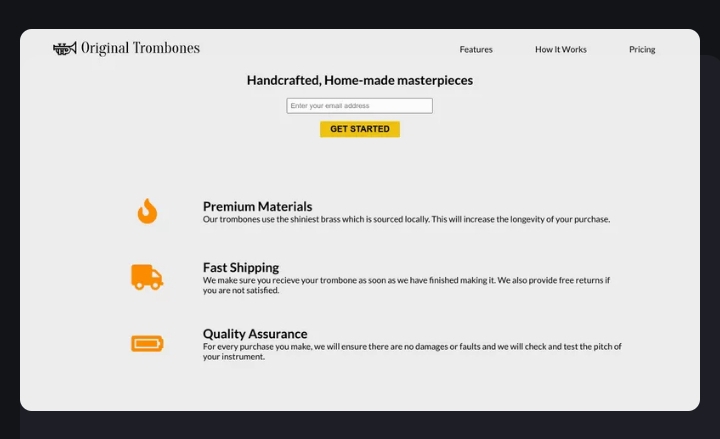 Original Trombones
Features How It Works Pricing
Handcrafted, Home-made masterpieces
Enter your email address
GET STARTED
Premium Materials
Our trombones use the shiniest brass which is sourced locally. This will increase the longevity of your purchase.
Fast Shipping
We make sure you recieve your trombone as soon as we have finished making it. We also provide free returns if
you are not satisfied.
Quality Assurance
For every purchase you make, we will ensure there are no damages or faults and we will check and test the pitch of
your instrument.